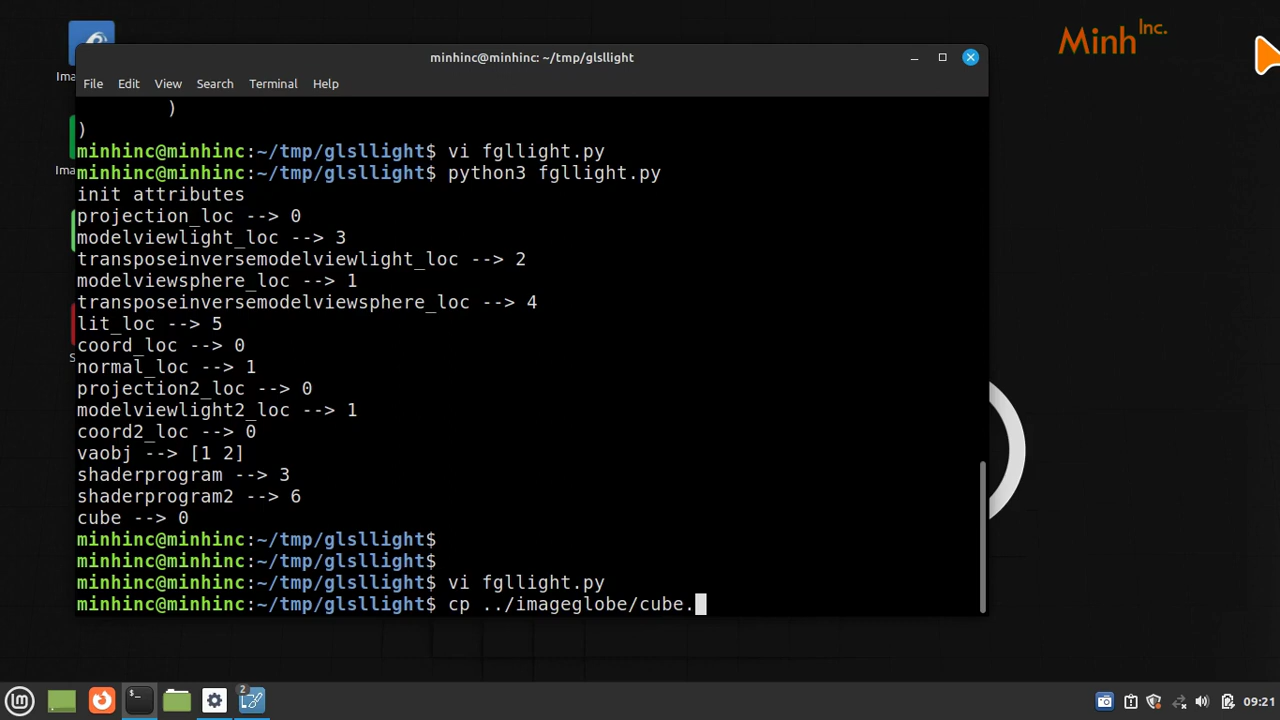 Minh Inc.
minhinc@minhinc: ~/tmp/glsllight
File Edit View Search Terminal Help
)
)
minhinc@minhinc:~/tmp/glsllight$ vi fgllight.py
minhinc@minhinc:~/tmp/glsllight$ python3 fgllight.py
init attributes
projection_loc --> 0
modelviewlight_loc --> 3
transposeinversemodelviewlight_loc --> 2
modelviewsphere_loc --> 1
transposeinversemodelviewsphere_loc --> 4
lit_loc --> 5
coord_loc --> 0
normal_loc --> 1
projection2_loc --> 0
modelviewlight2_loc --> 1
coord2_loc --> 0
vaobj --> [1 2]
shaderprogram --> 3
shaderprogram2 --> 6
cube --> 0
minhinc@minhinc:~/tmp/glsllight$
minhinc@minhinc:~/tmp/glsllight$
minhinc@minhinc:~/tmp/glsllight$ vi fgllight.py
minhinc@minhinc:~/tmp/glsllight$ cp ../imageglobe/cube.
2
09:21